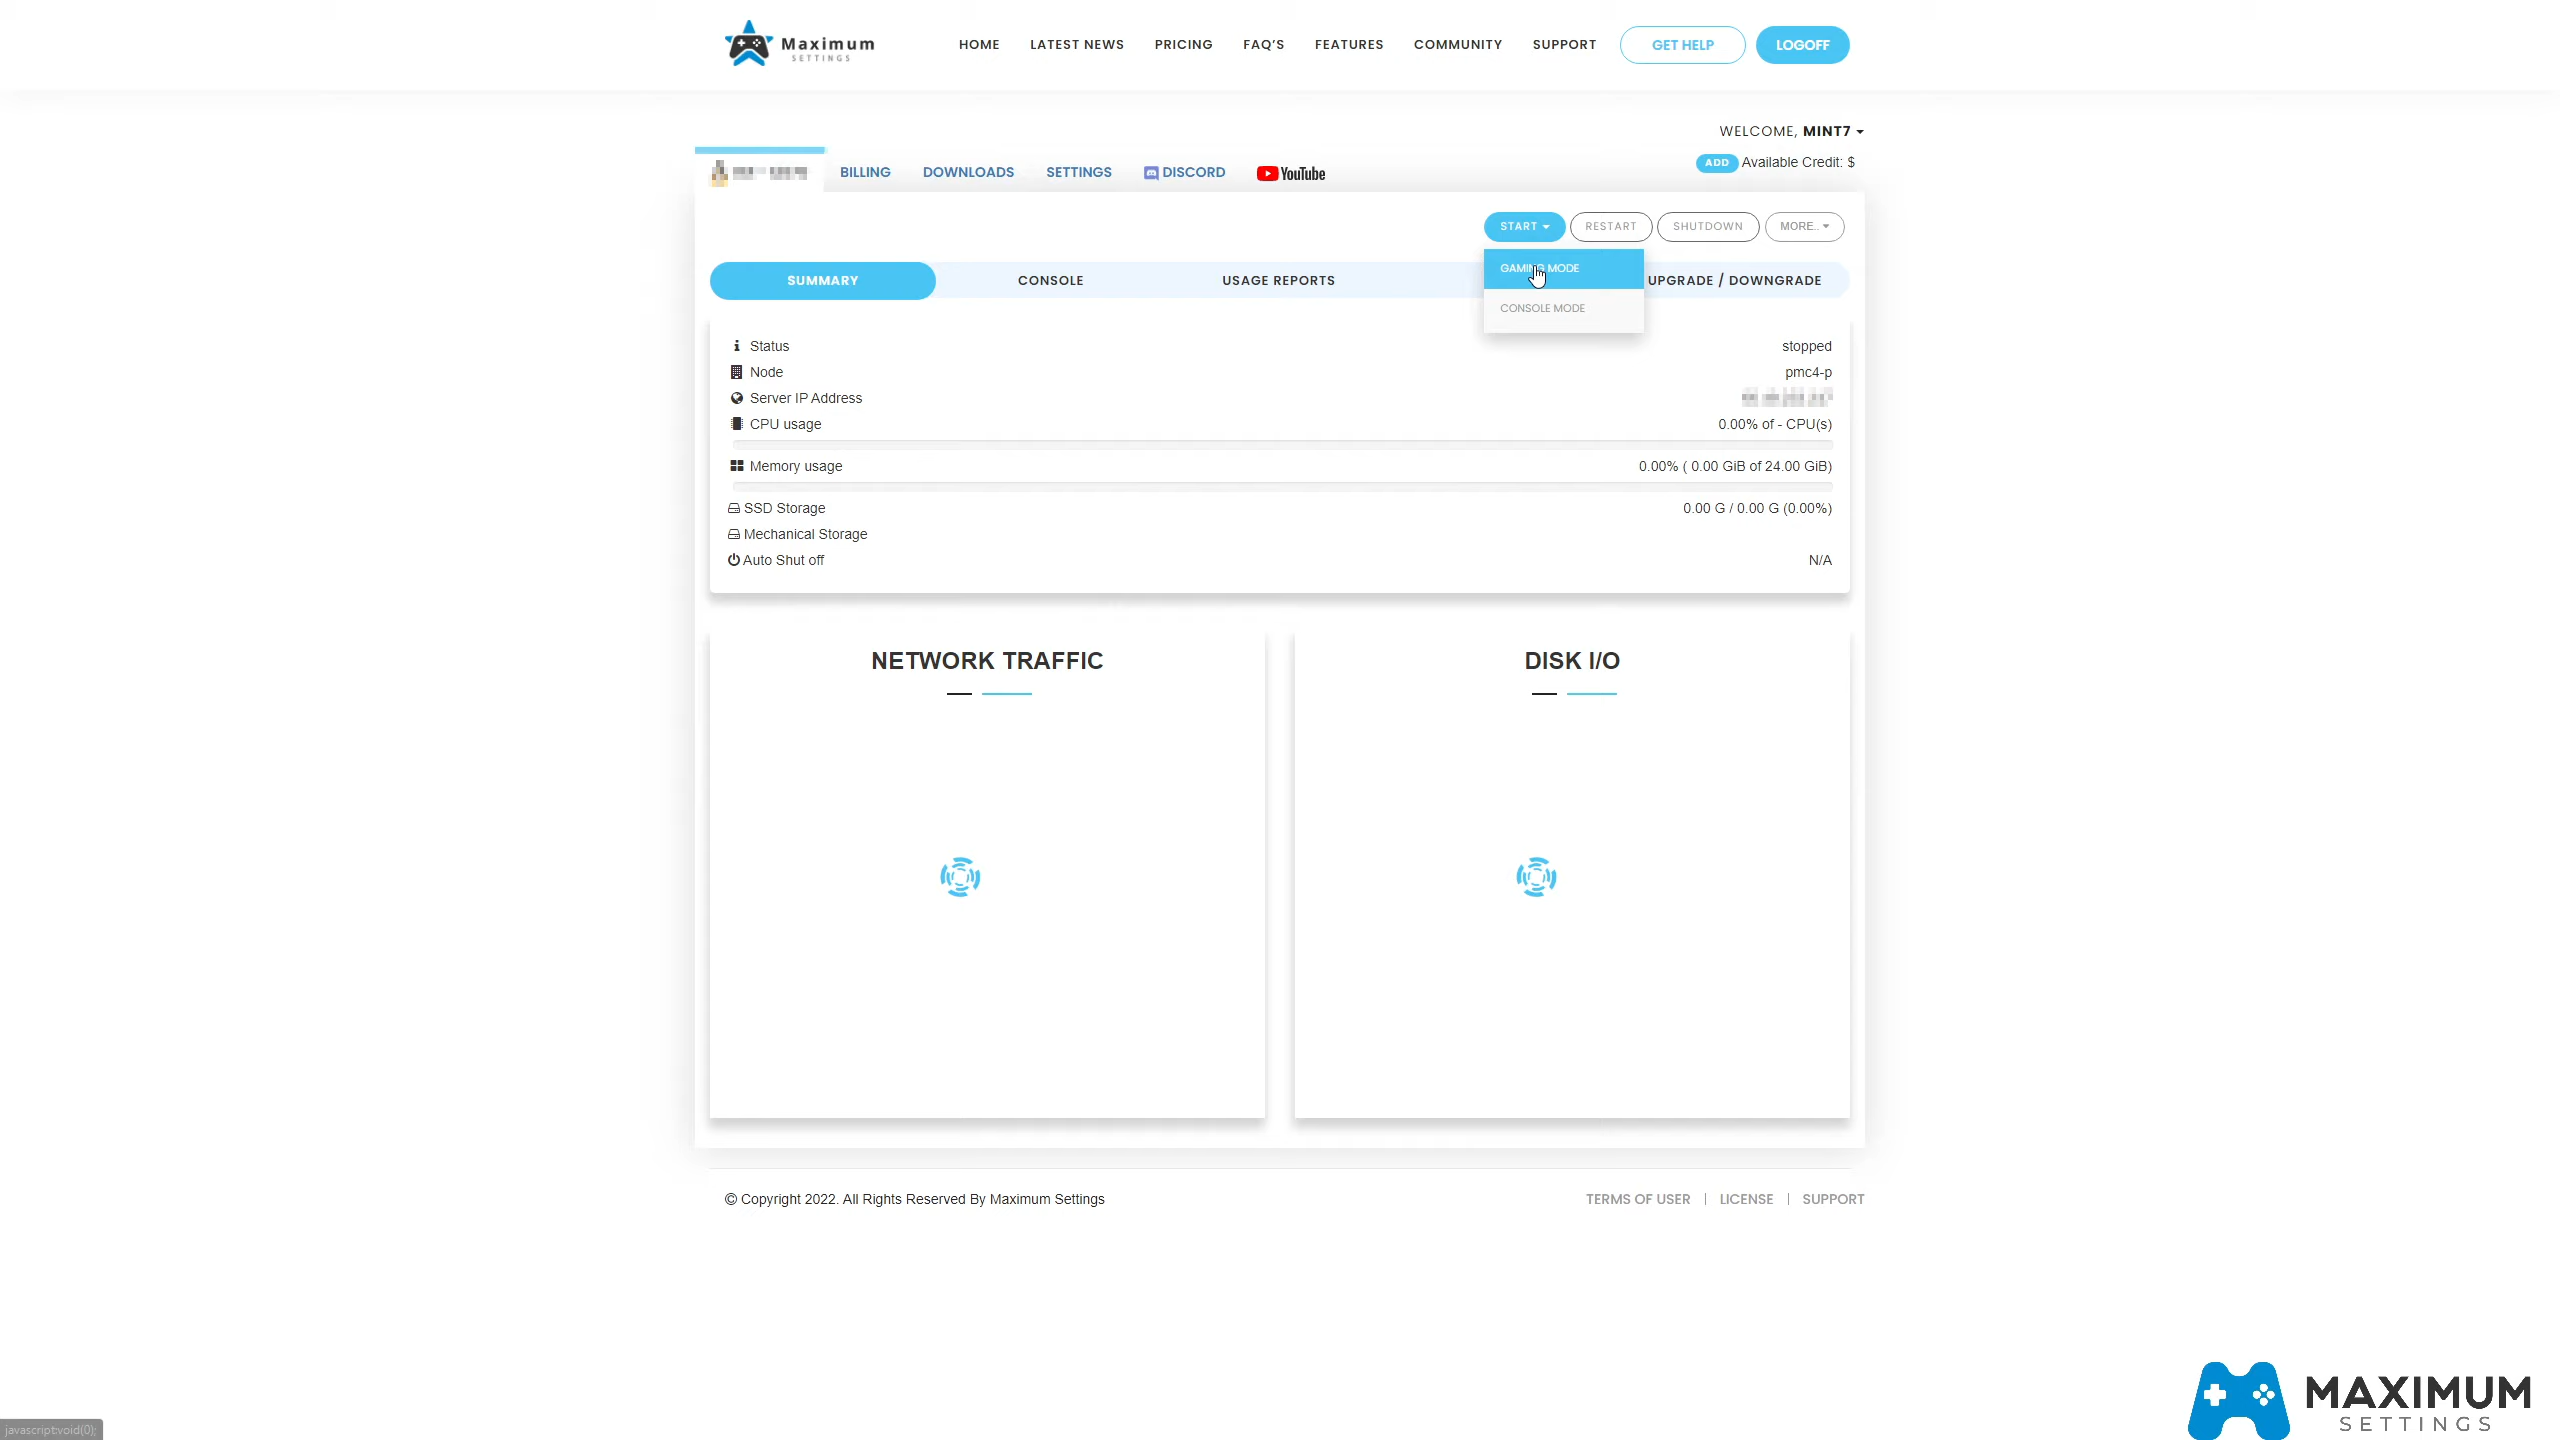 Maximum
SETTINGS
HOME
LATEST NEWS
PRICING
FAQ'S
FEATURES
COMMUNITY
SUPPORT
GET HELP
LOGOFF
WELCOME, MINT7
BILLING
DOWNLOADS
SETTINGS
DISCORD
YouTube
ADD Available Credit: $
START
RESTART
SHUTDOWN
MORE..
GAMING MODE
CONSOLE MODE
SUMMARY
CONSOLE
USAGE REPORTS
UPGRADE / DOWNGRADE
Status
stopped
Node
pmc4-p
Server IP Address
CPU usage
0.00% of - CPU(s)
Memory usage
0.00% ( 0.00 GiB of 24.00 GiB)
SSD Storage
0.00 G / 0.00 G (0.00%)
Mechanical Storage
Auto Shut off
N/A
NETWORK TRAFFIC
DISK I/O
© Copyright 2022. All Rights Reserved By Maximum Settings
TERMS OF USER | LICENSE | SUPPORT
javascript:void(0);
MAXIMUM
SETTINGS